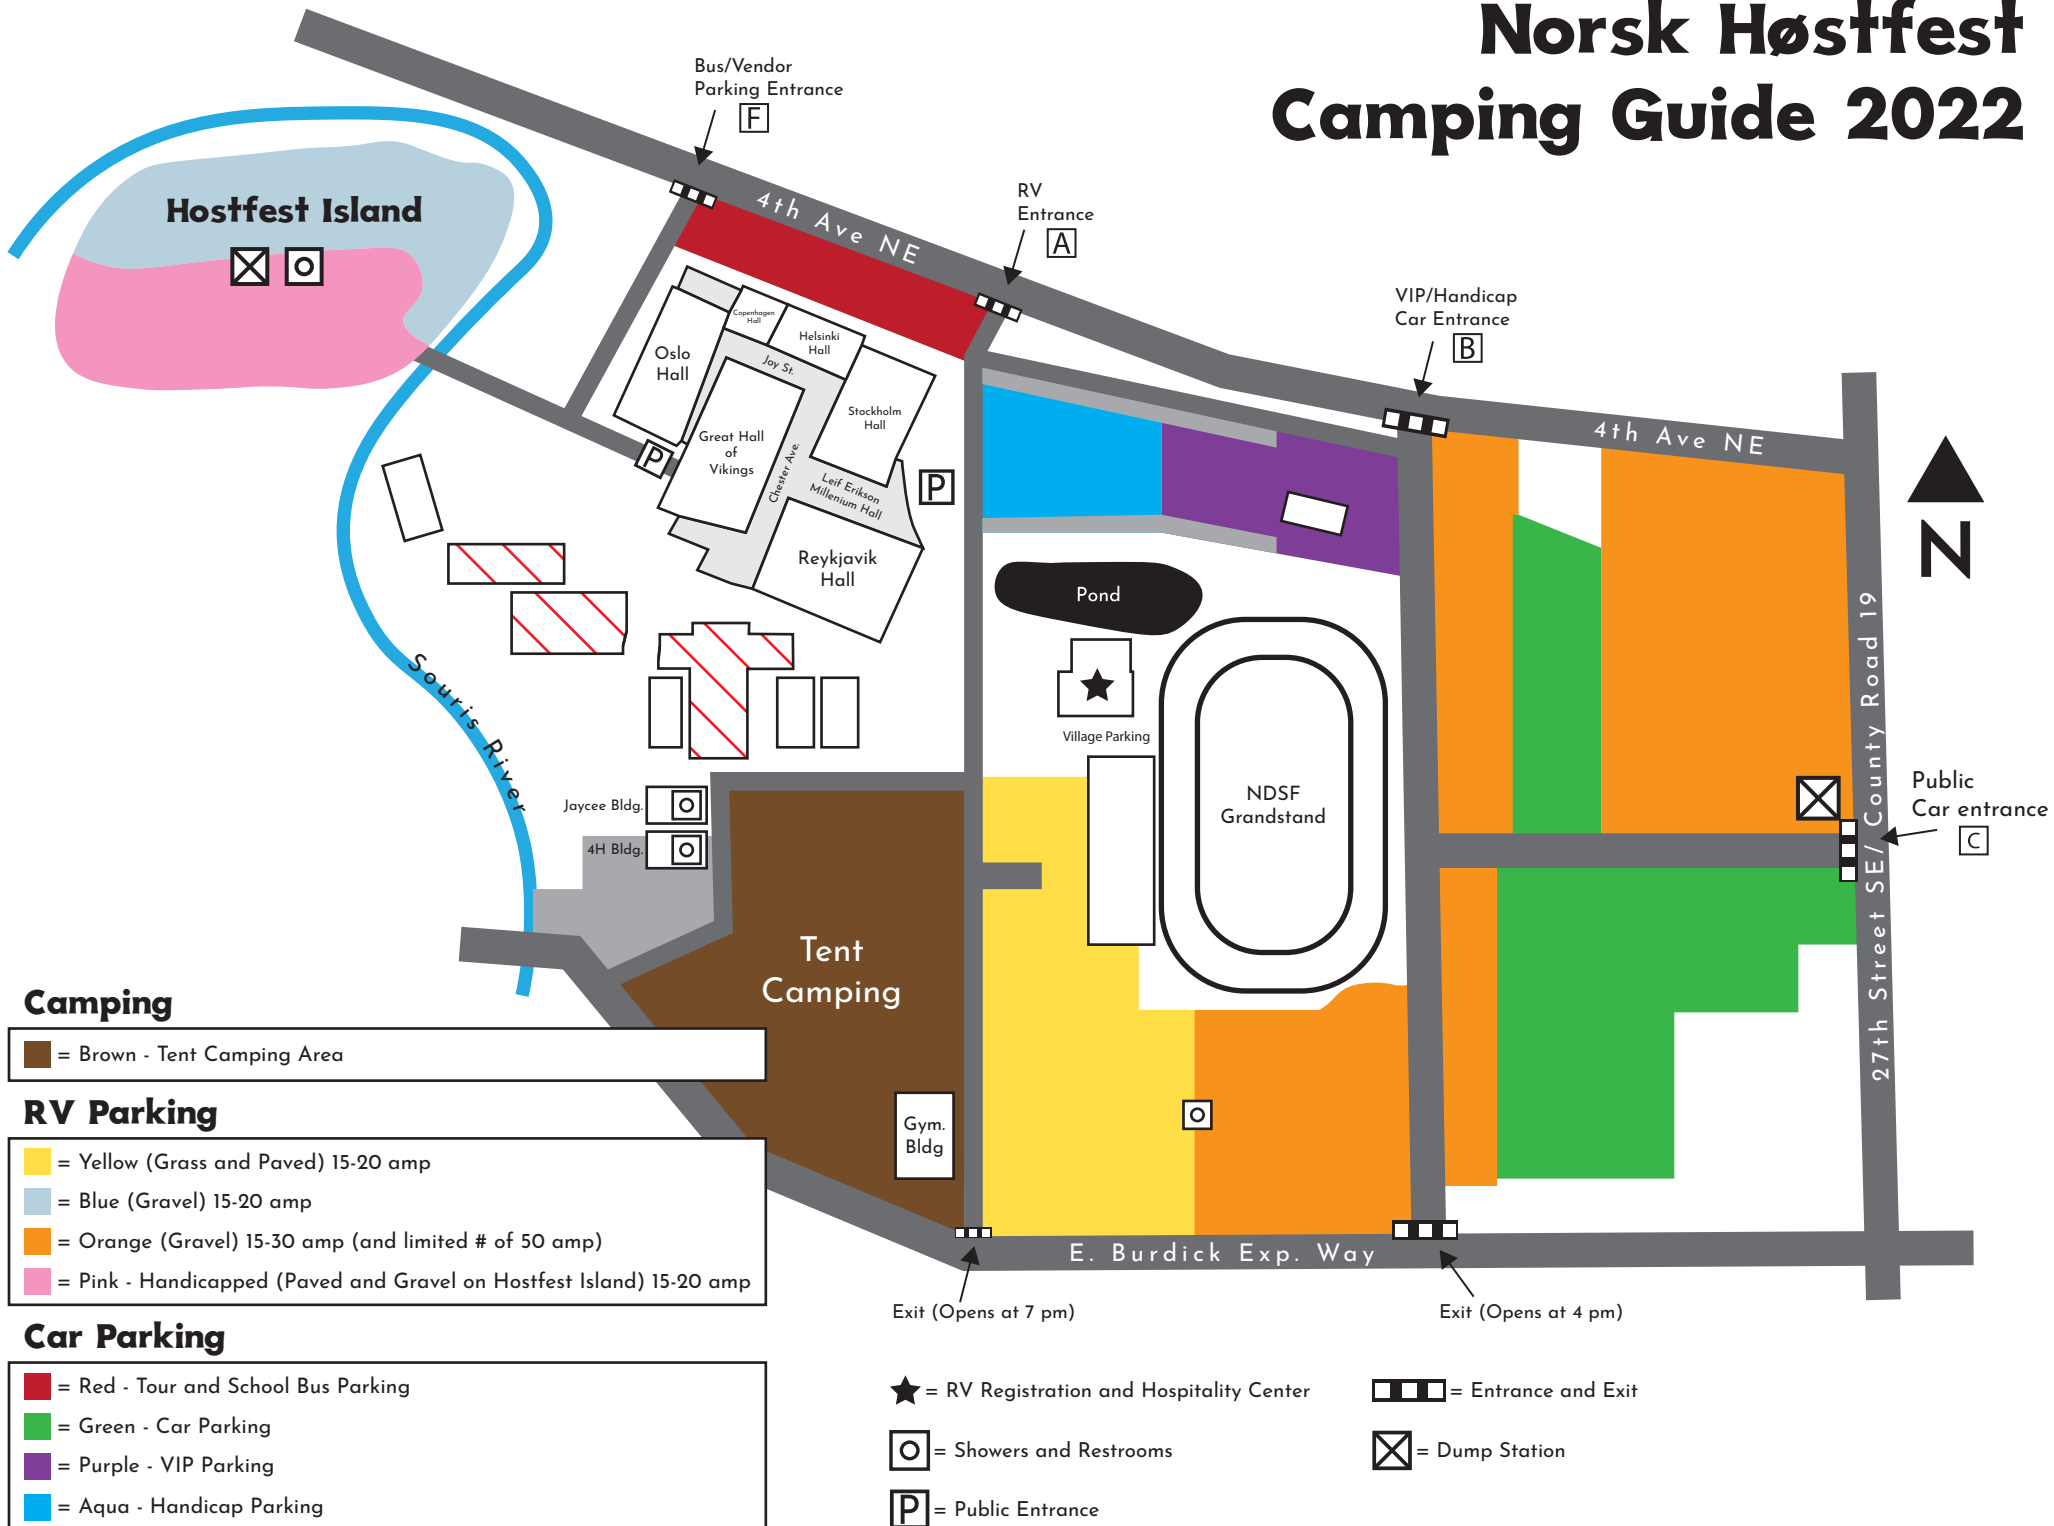 Norsk Høstfest
Camping Guide 2022
Bus/Vendor
Parking Entrance
F
RV
Entrance
A
VIP/Handicap
Car Entrance
B
4th Ave NE
4th Ave NE
Hostfest Island
N
Copenhagen
Hall
Helsinki
Hall
Oslo
Hall
Joy St.
Stockholm
Hall
Great Hall
of
Vikings
Chester Ave.
Leif Erikson
Millenium Hall
P
P
Reykjavik
Hall
Pond
Village Parking
NDSF
Grandstand
Souris River
27th Street SE/ County Road 19
Public
Car entrance
C
Jaycee Bldg.
4H Bldg.
Tent
Camping
Gym.
Bldg
E. Burdick Exp. Way
Exit (Opens at 7 pm)
Exit (Opens at 4 pm)
Camping
= Brown - Tent Camping Area
RV Parking
= Yellow (Grass and Paved) 15-20 amp
= Blue (Gravel) 15-20 amp
= Orange (Gravel) 15-30 amp (and limited # of 50 amp)
= Pink - Handicapped (Paved and Gravel on Hostfest Island) 15-20 amp
Car Parking
= Red - Tour and School Bus Parking
= Green - Car Parking
= Purple - VIP Parking
= Aqua - Handicap Parking
= RV Registration and Hospitality Center
= Showers and Restrooms
P = Public Entrance
= Entrance and Exit
= Dump Station